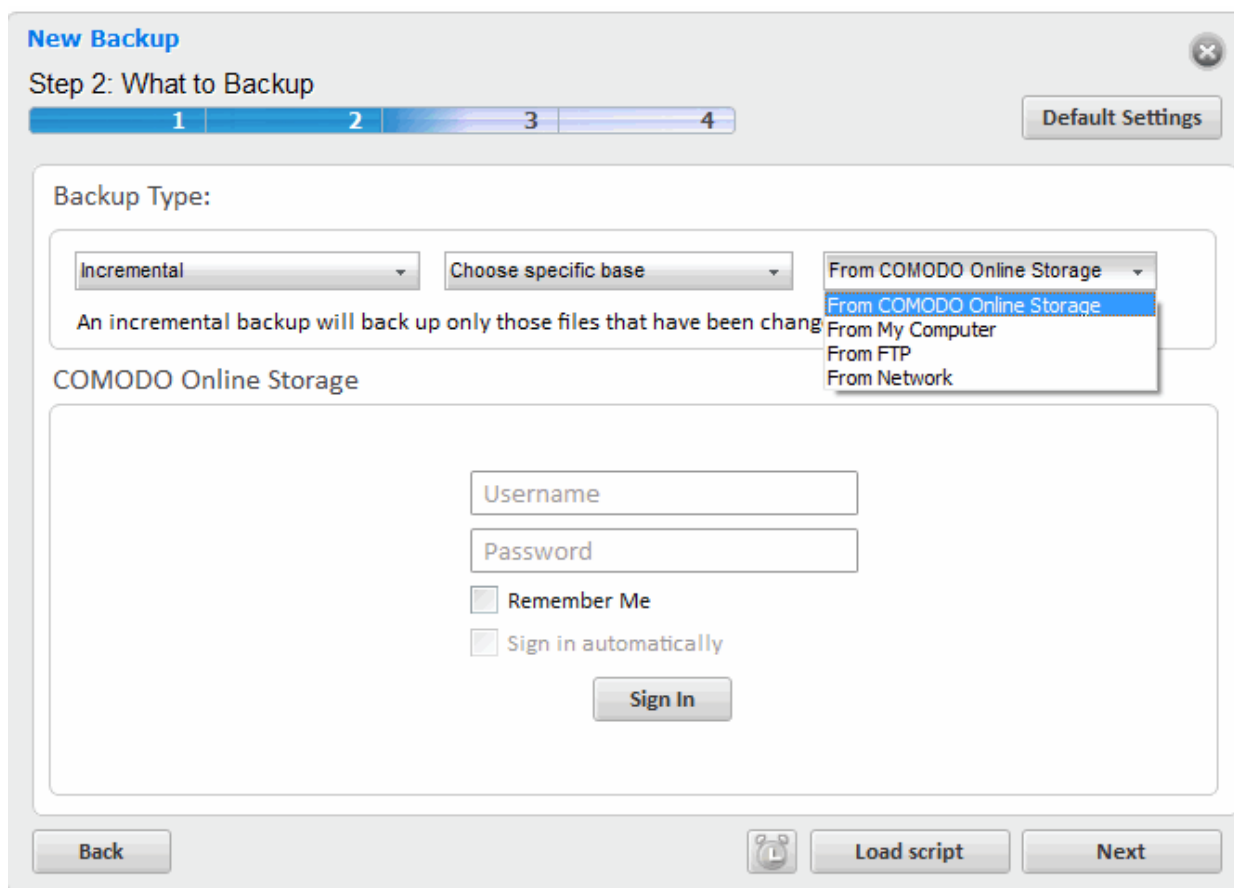 New Backup
Step 2: What to Backup
1 2 3 4
Default Settings
Backup Type:
Incremental
Choose specific base
From COMODO Online Storage
From COMODO Online Storage
From My Computer
From FTP
From Network
An incremental backup will back up only those files that have been
COMODO Online Storage
Username
Password
Remember Me
Sign in automatically
Sign In
Back
Load script
Next